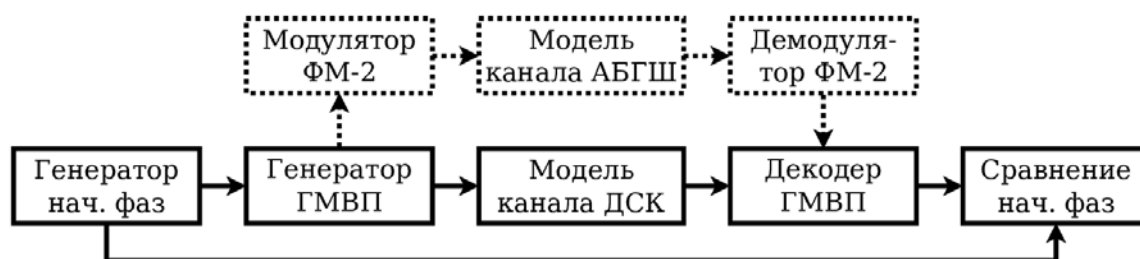 Модулятор
ФМ-2
Модель
канала АБГШ
Демодуля-
тор ФМ-2
Генератор
нач. фаз
Генератор
ГМВП
Модель
канала ДСК
Декодер
ГМВП
Сравнение
нач. фаз